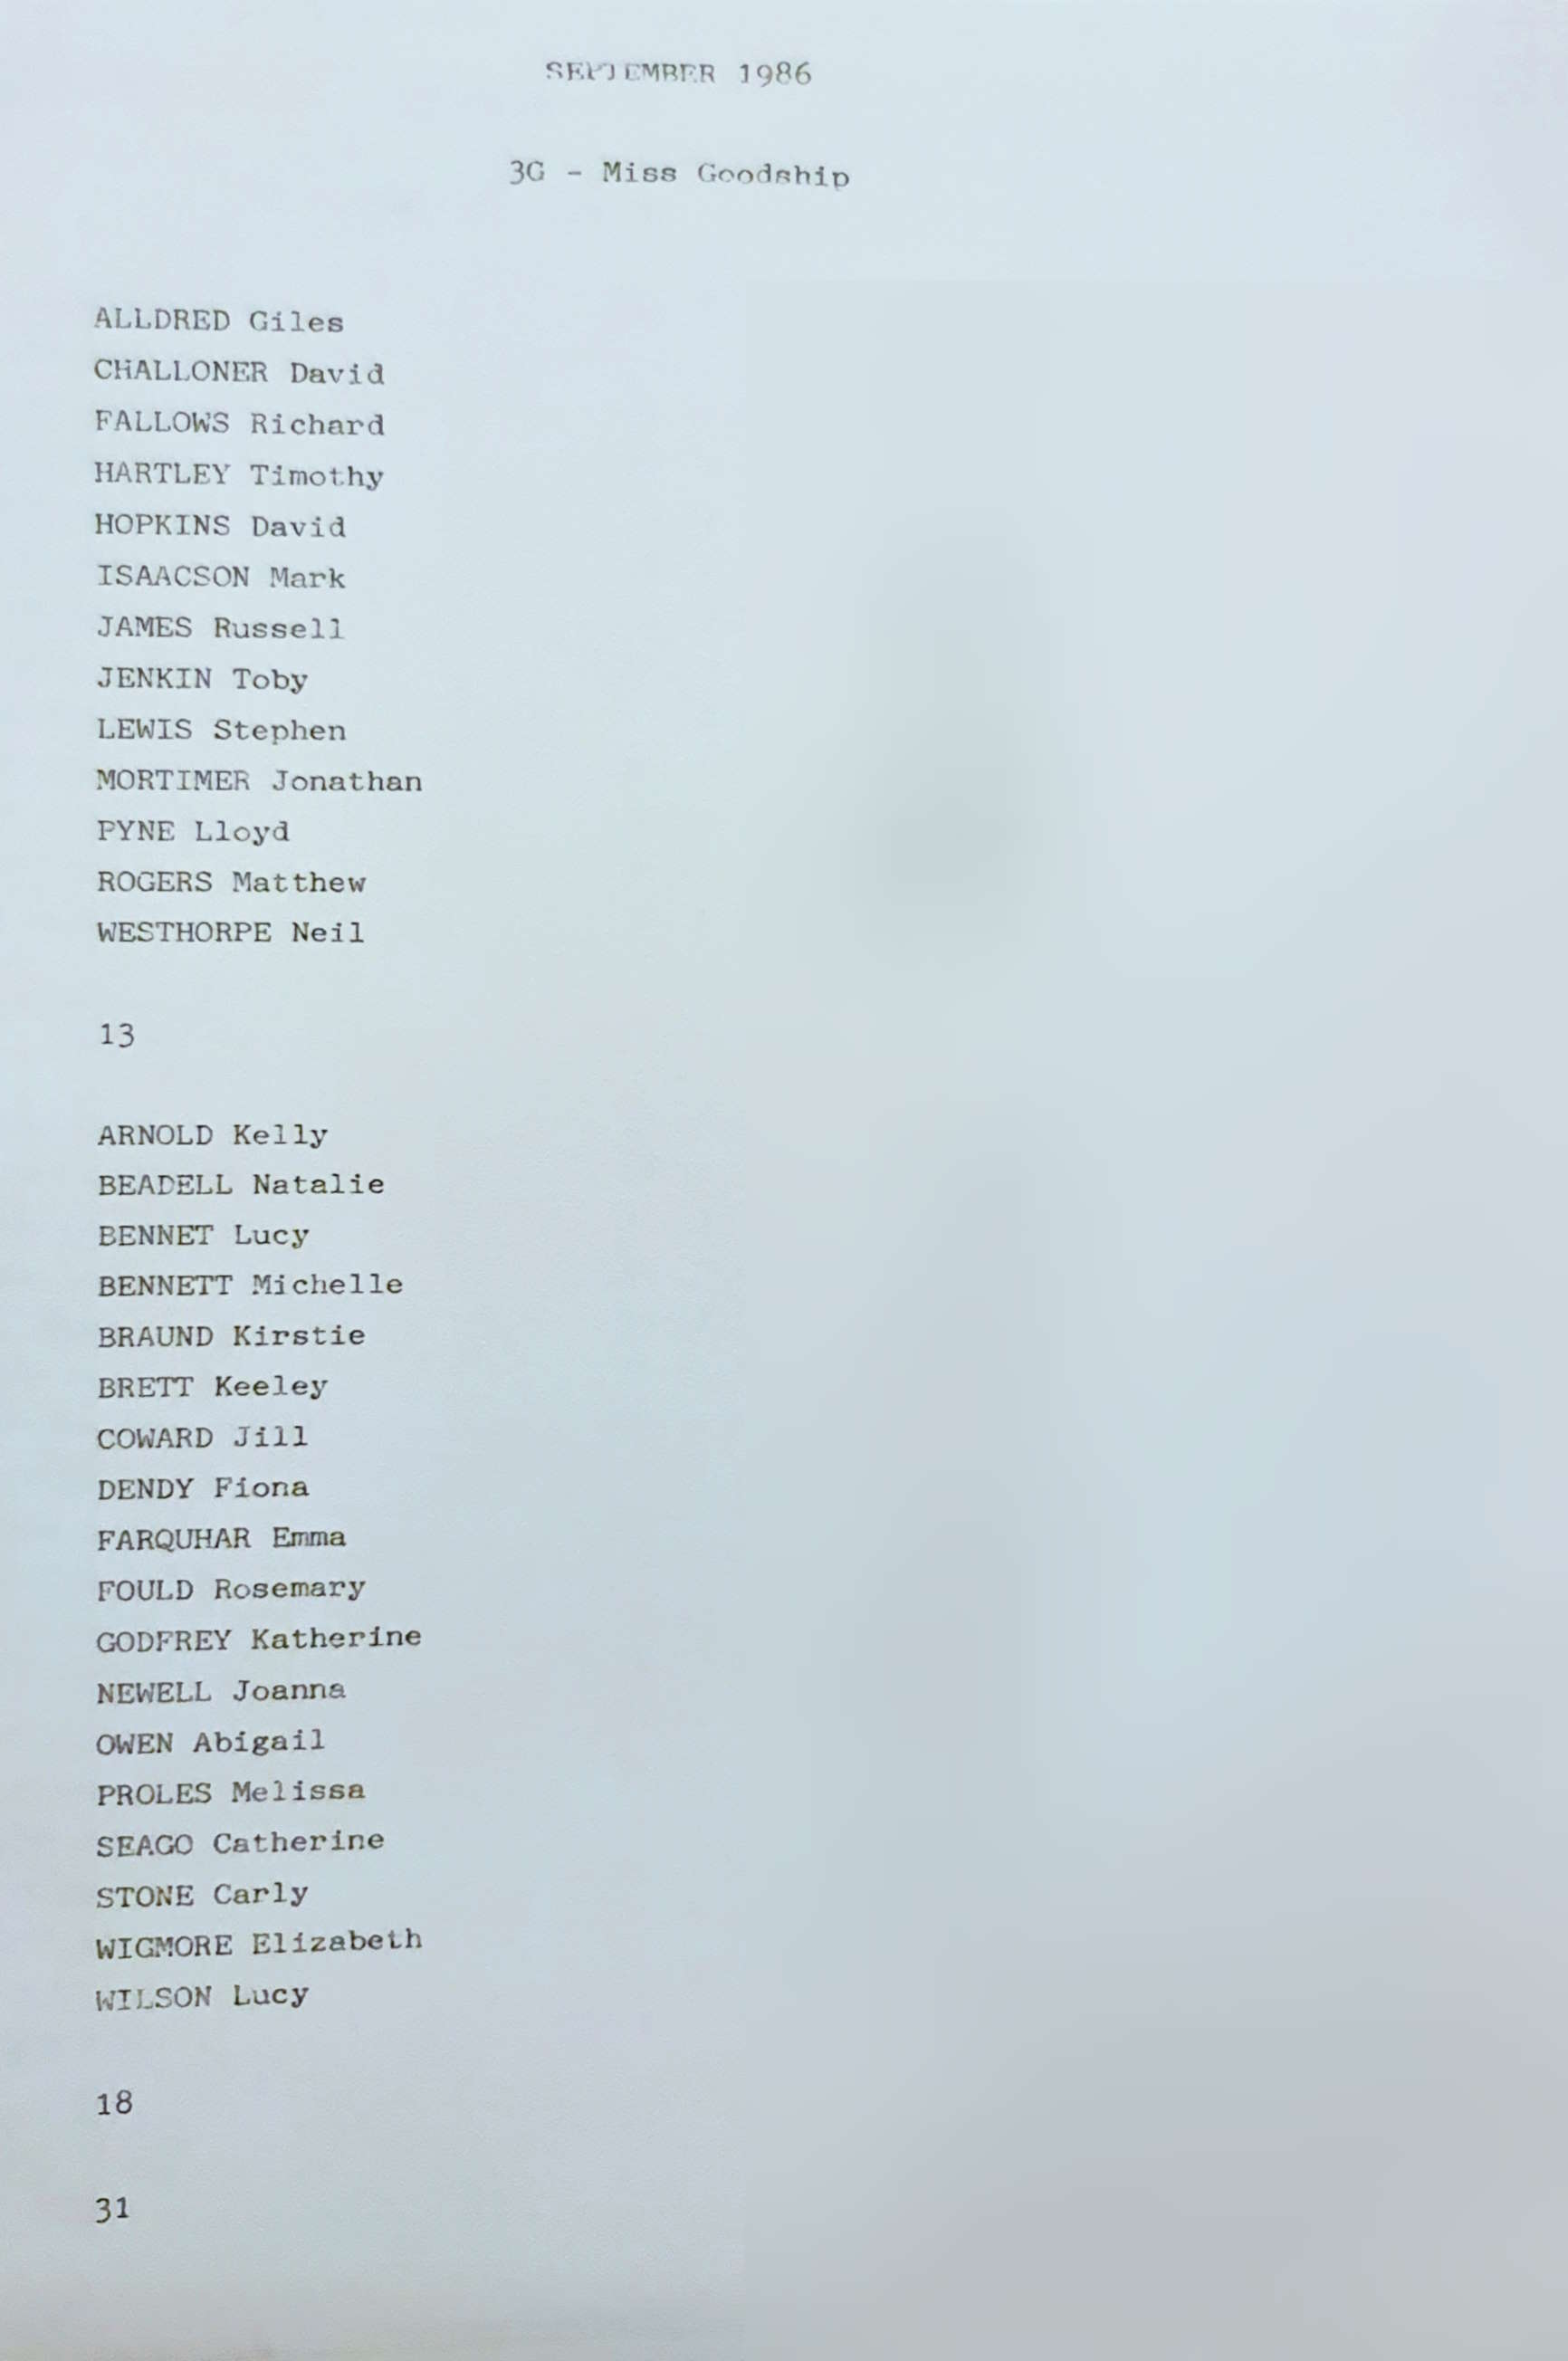 SEPTEMBER 1986
3G - Miss Goodship
ALLDRED Giles
CHALLONER David
FALLOWS Richard
HARTLEY Timothy
HOPKINS David
ISAACSON Mark
JAMES Russell
JENKIN Toby
LEWIS Stephen
MORTIMER Jonathan
PYNE Lloyd
ROGERS Matthew
WESTHORPE Neil
13
ARNOLD Kelly
BEADELL Natalie
BENNET Lucy
BENNETT Michelle
BRAUND Kirstie
BRETT Keeley
COWARD Jill
DENDY Fiona
FARQUHAR Emma
FOULD Rosemary
GODFREY Katherine
NEWELL Joanna
OWEN Abigail
PROLES Melissa
SEAGO Catherine
STONE Carly
WIGMORE Elizabeth
WILSON Lucy
18
31